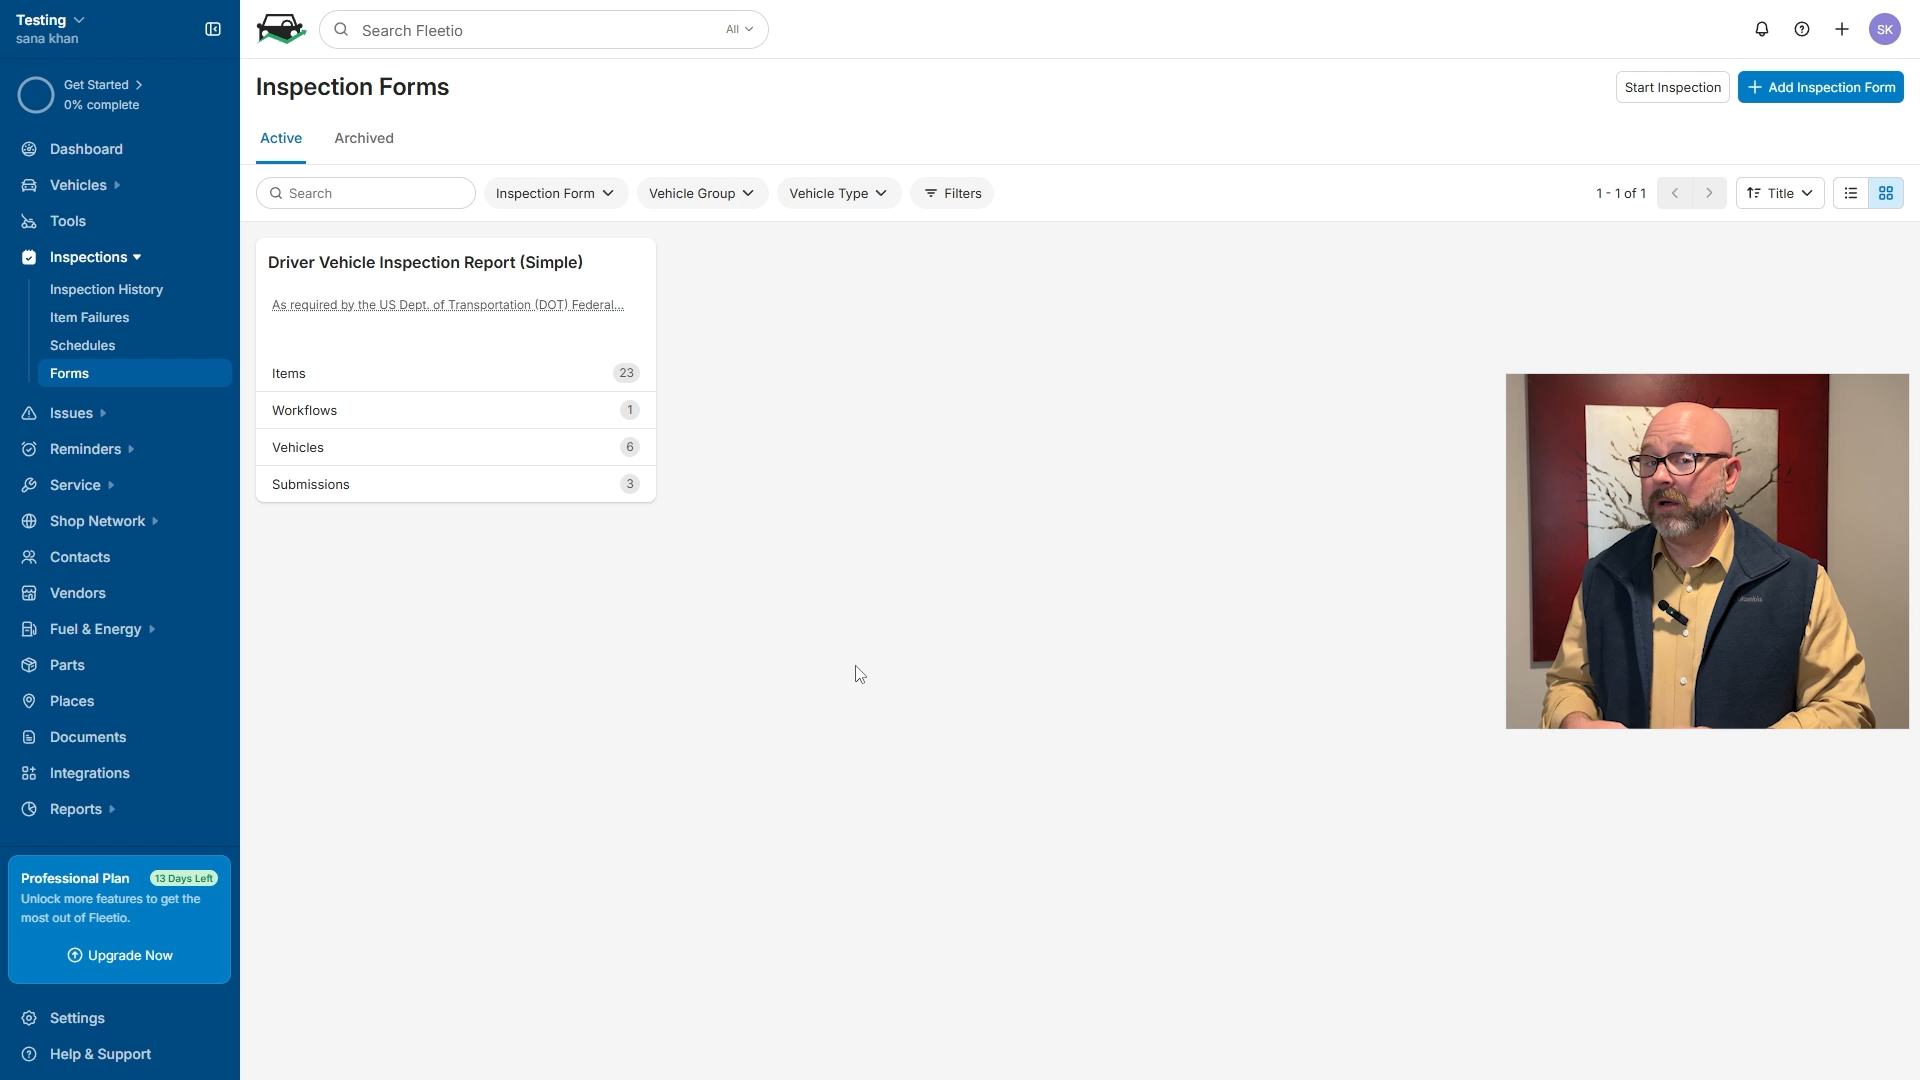 Testing
sana khan
Get Started
0% complete
Dashboard
Vehicles
Tools
Inspections
Inspection History
Item Failures
Schedules
Forms
Issues
Reminders
Service
Shop Network
Contacts
Vendors
Fuel & Energy
Parts
Places
Documents
Integrations
Reports
Professional Plan 13 Days Left
Unlock more features to get the
most out of Fleetio.
Upgrade Now
Settings
Help & Support
Search Fleetio All
SK
Inspection Forms
Start Inspection
Add Inspection Form
Active Archived
Search Inspection Form Vehicle Group Vehicle Type Filters 1 - 1 of 1 Title
Driver Vehicle Inspection Report (Simple)
As required by the US Dept. of Transportation (DOT) Federal...
Items 23
Workflows 1
Vehicles 6
Submissions 3